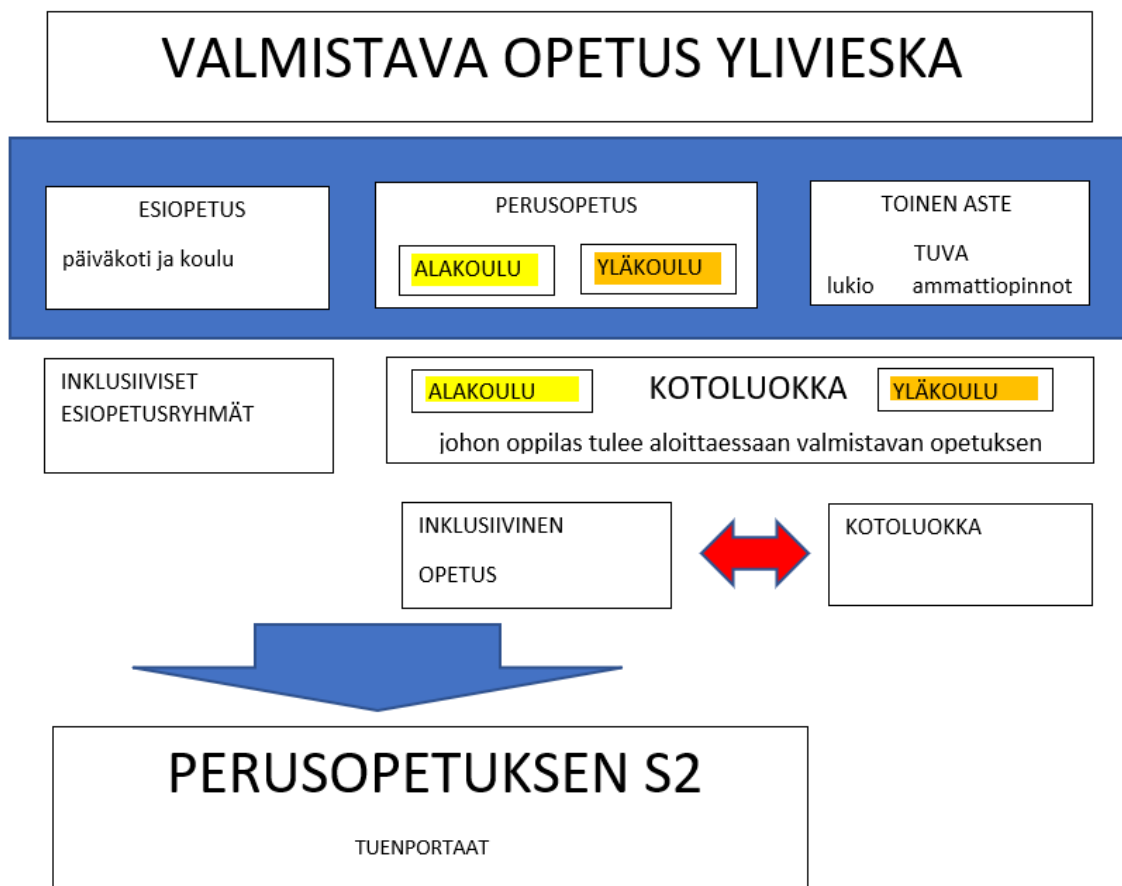 VALMISTAVA OPETUS YLIVIESKA
ESIOPETUS
päiväkoti ja koulu
PERUSOPETUS
ALAKOULU
YLÄKOULU
TOINEN ASTE
TUVA
lukio ammattiopinnot
INKLUSIIVISET
ESIOPETUSRYHMÄT
ALAKOULU
KOTOLUOKKA
YLÄKOULU
johon oppilas tulee aloittaessaan valmistavan opetuksen
INKLUSIIVINEN
OPETUS
KOTOLUOKKA
PERUSOPETUKSEN S2
TUENPORTAAT